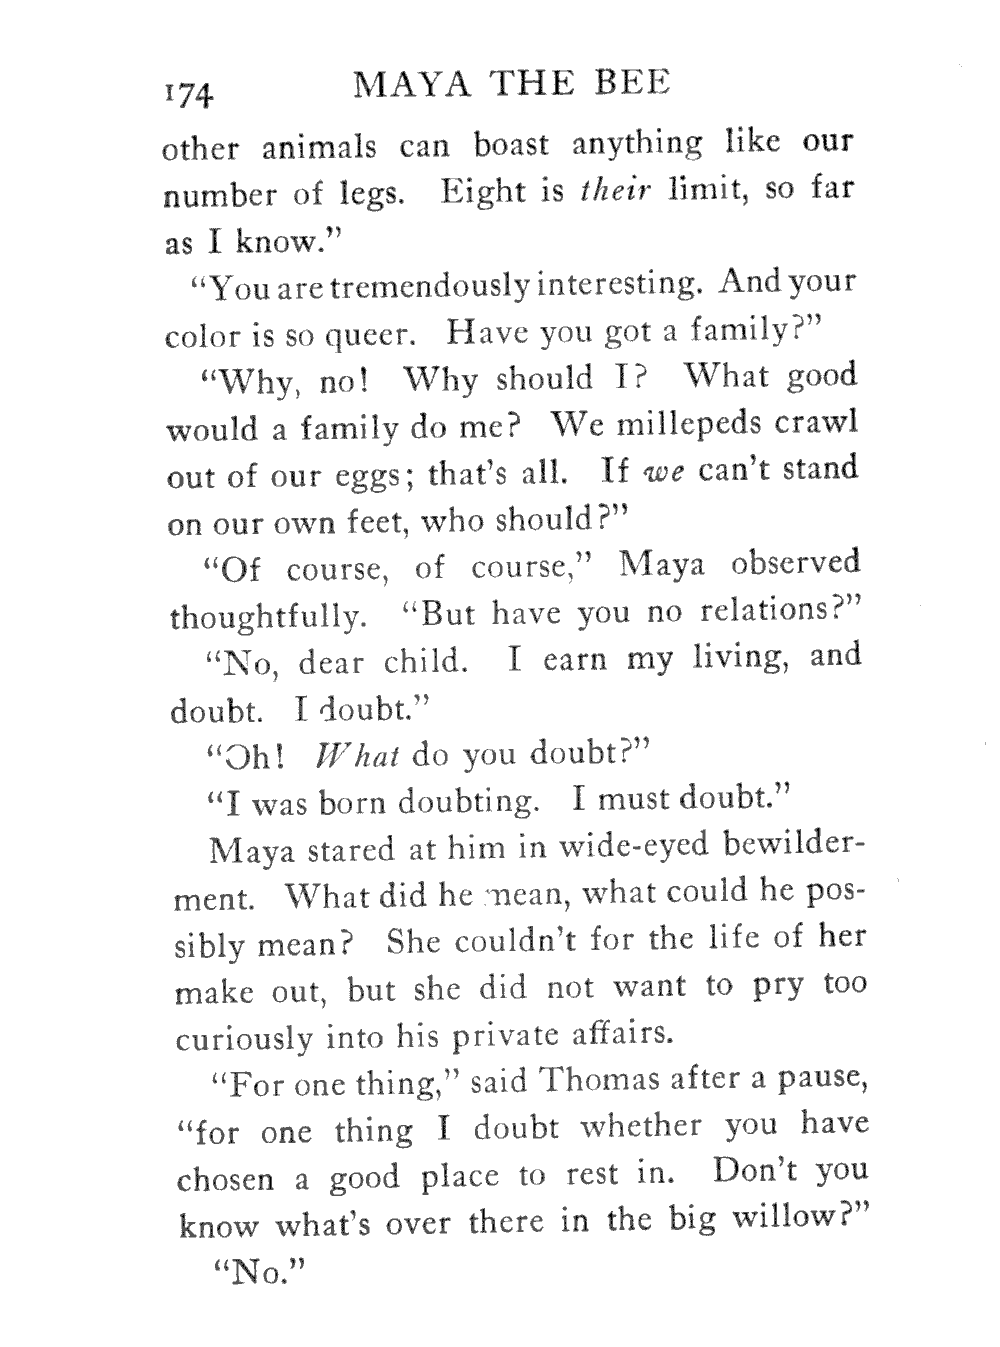 174 MAYA THE BEE
other animals can boast anything like our
number of legs. Eight is their limit, so far
as I know.”
“You are tremendously interesting. And your
color is so queer. Have you got a family?”
“Why, no! Why should I? What good
would a family do me? We millepeds crawl
out of our eggs; that’s all. If we can’t stand
on our own feet, who should?”
“Of course, of course,” Maya observed
thoughtfully. “But have you no relations?”
“No, dear child. I earn my living, and
doubt. I doubt.”
“Oh! What do you doubt?”
“I was born doubting. I must doubt.”
Maya stared at him in wide-eyed bewilder-
ment. What did he mean, what could he pos-
sibly mean? She couldn’t for the life of her
make out, but she did not want to pry too
curiously into his private affairs.
“For one thing,” said Thomas after a pause,
“for one thing I doubt whether you have
chosen a good place to rest in. Don’t you
know what’s over there in the big willow?”
“No.”